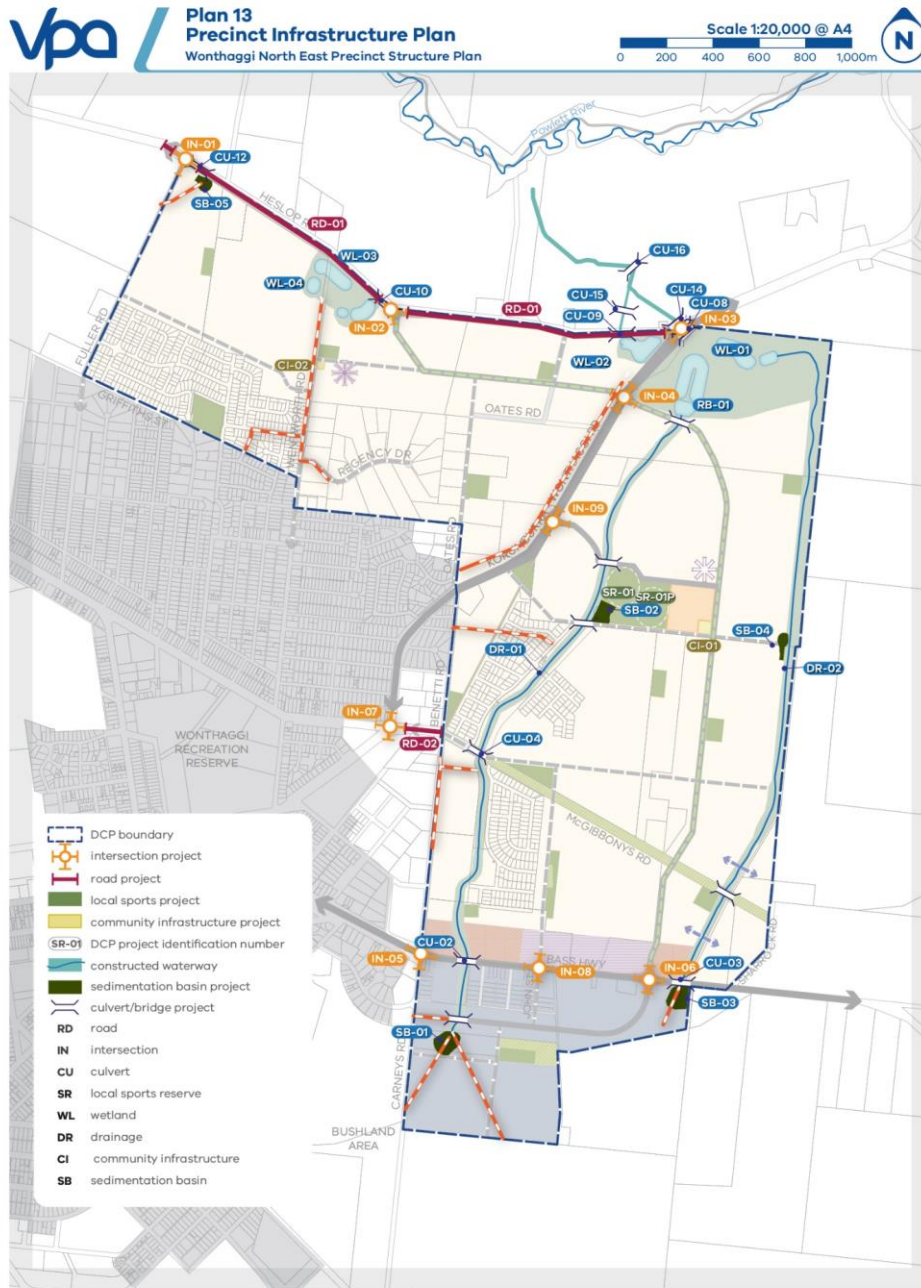 vpa
Plan 13
Precinct Infrastructure Plan
Wonthaggi North East Precinct Structure Plan
Scale 1:20,000 @ A4
0 200 400 600 800 1,000m
N
Powlett River
IN-01
CU-12
SB-05
HESLOP
RD-01
WL-03
WL-04
CU-10
IN-02
RD-01
CU-16
CU-15
CU-14
CU-09
CU-08
IN-03
WL-02
WL-01
FULLER RD
CI-02
GRIFFITHS ST
OATES RD
IN-04
RB-01
REGENCY DR
IN-09
OATES RD
SR-01
SR-01P
SB-02
SB-04
CI-01
DR-01
DR-02
BENETTI RD
IN-07
RD-02
WONTHAGGI
RECREATION
RESERVE
CU-04
McGIBBONYS RD
CU-02
IN-05
BASS HWY
IN-08
IN-06
CU-03
SB-03
SB-01
CARNEYS RD
BUSHLAND
AREA
DCP boundary
intersection project
road project
local sports project
community infrastructure project
SR-01 DCP project identification number
constructed waterway
sedimentation basin project
culvert/bridge project
RD road
IN intersection
CU culvert
SR local sports reserve
WL wetland
DR drainage
CI community infrastructure
SB sedimentation basin